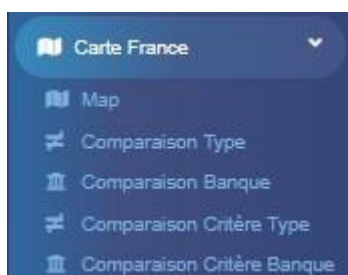 Carte France
Map
Comparaison Type
Comparaison Banque
Comparaison Critère Type
Comparaison Critère Banque